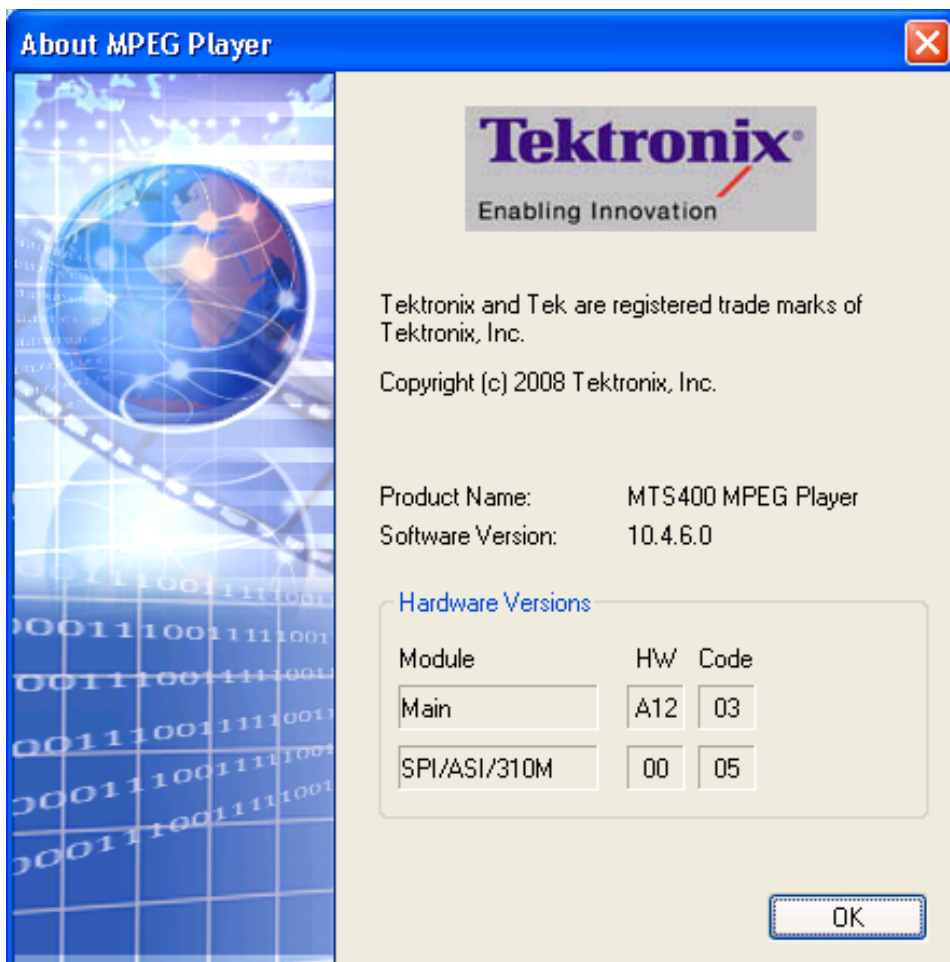 About MPEG Player
Tektronix®
Enabling Innovation
Tektronix and Tek are registered trade marks of
Tektronix, Inc.
Copyright (c) 2008 Tektronix, Inc.
Product Name: MTS400 MPEG Player
Software Version: 10.4.6.0
Hardware Versions
Module HW Code
Main A12 03
SPI/ASI/310M 00 05
OK